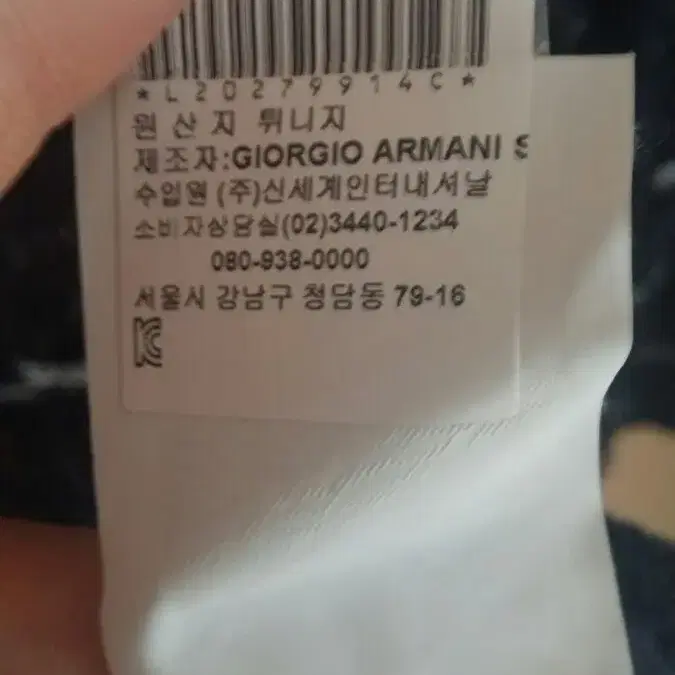 *L20279914C*
원 산 지 튀니지
제조자:GIORGIO ARMANI S
수입원 (주)신세계인터내셔날
소비자상담실(02)3440-1234
080-938-0000
서울시 강남구 청담동 79-16